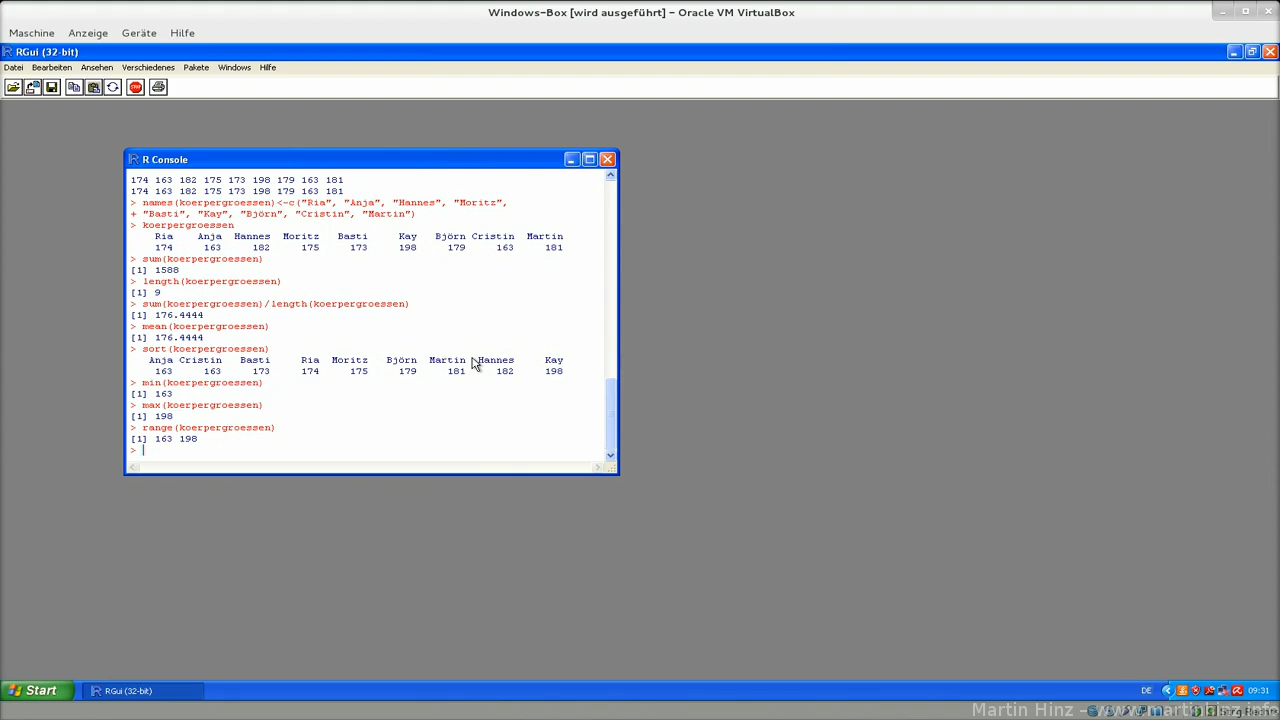 Windows-Box [wird ausgeführt] – Oracle VM VirtualBox
Maschine Anzeige Geräte Hilfe
RGui (32-bit)
Datei Bearbeiten Ansehen Verschiedenes Pakete Windows Hilfe
STOP
R Console
174 163 182 175 173 198 179 163 181
174 163 182 175 173 198 179 163 181
> names(koerpergroessen)<-c("Ria", "Anja", "Hannes", "Moritz",
+ "Basti", "Kay", "Björn", "Cristin", "Martin")
> koerpergroessen
Ria Anja Hannes Moritz Basti Kay Björn Cristin Martin
174 163 182 175 173 198 179 163 181
> sum(koerpergroessen)
[1] 1588
> length(koerpergroessen)
[1] 9
> sum(koerpergroessen)/length(koerpergroessen)
[1] 176.4444
> mean(koerpergroessen)
[1] 176.4444
> sort(koerpergroessen)
Anja Cristin Basti Ria Moritz Björn Martin Hannes Kay
163 163 173 174 175 179 181 182 198
> min(koerpergroessen)
[1] 163
> max(koerpergroessen)
[1] 198
> range(koerpergroessen)
[1] 163 198
>
Start RGui (32-bit) DE 09:31
Martin Hinz – www.martinhinz.info